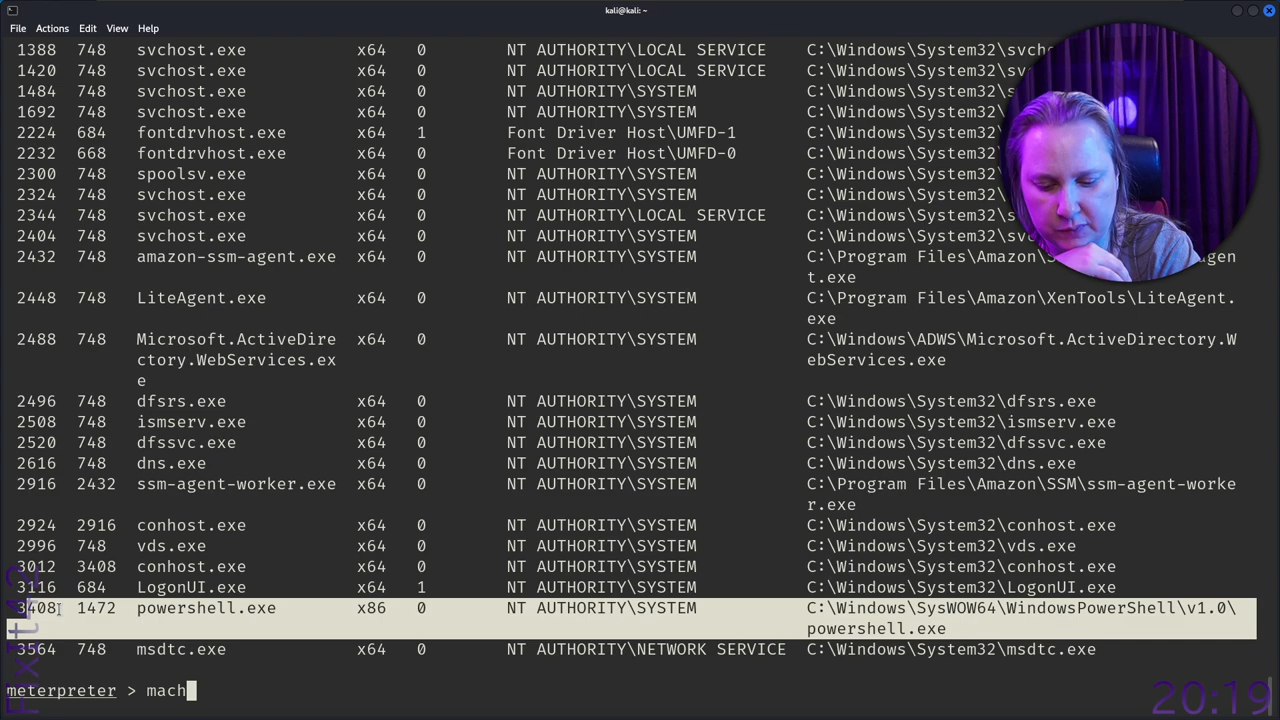 kali@kali: ~
File Actions Edit View Help
1388 748 svchost.exe x64 0 NT AUTHORITY\LOCAL SERVICE C:\Windows\System32\svcho
1420 748 svchost.exe x64 0 NT AUTHORITY\LOCAL SERVICE C:\Windows\System32\sv
1484 748 svchost.exe x64 0 NT AUTHORITY\SYSTEM C:\Windows\System32\s
1692 748 svchost.exe x64 0 NT AUTHORITY\SYSTEM C:\Windows\System32\
2224 684 fontdrvhost.exe x64 1 Font Driver Host\UMFD-1 C:\Windows\System32\
2232 668 fontdrvhost.exe x64 0 Font Driver Host\UMFD-0 C:\Windows\System32\
2300 748 spoolsv.exe x64 0 NT AUTHORITY\SYSTEM C:\Windows\System32\
2324 748 svchost.exe x64 0 NT AUTHORITY\SYSTEM C:\Windows\System32\
2344 748 svchost.exe x64 0 NT AUTHORITY\LOCAL SERVICE C:\Windows\System32\s
2404 748 svchost.exe x64 0 NT AUTHORITY\SYSTEM C:\Windows\System32\sv
2432 748 amazon-ssm-agent.exe x64 0 NT AUTHORITY\SYSTEM C:\Program Files\Amazon\S gen
t.exe
2448 748 LiteAgent.exe x64 0 NT AUTHORITY\SYSTEM C:\Program Files\Amazon\XenTools\LiteAgent.
exe
2488 748 Microsoft.ActiveDire x64 0 NT AUTHORITY\SYSTEM C:\Windows\ADWS\Microsoft.ActiveDirectory.W
ctory.WebServices.ex ebServices.exe
e
2496 748 dfsrs.exe x64 0 NT AUTHORITY\SYSTEM C:\Windows\System32\dfsrs.exe
2508 748 ismserv.exe x64 0 NT AUTHORITY\SYSTEM C:\Windows\System32\ismserv.exe
2520 748 dfssvc.exe x64 0 NT AUTHORITY\SYSTEM C:\Windows\System32\dfssvc.exe
2616 748 dns.exe x64 0 NT AUTHORITY\SYSTEM C:\Windows\System32\dns.exe
2916 2432 ssm-agent-worker.exe x64 0 NT AUTHORITY\SYSTEM C:\Program Files\Amazon\SSM\ssm-agent-worke
r.exe
2924 2916 conhost.exe x64 0 NT AUTHORITY\SYSTEM C:\Windows\System32\conhost.exe
2996 748 vds.exe x64 0 NT AUTHORITY\SYSTEM C:\Windows\System32\vds.exe
3012 3408 conhost.exe x64 0 NT AUTHORITY\SYSTEM C:\Windows\System32\conhost.exe
3116 684 LogonUI.exe x64 1 NT AUTHORITY\SYSTEM C:\Windows\System32\LogonUI.exe
3408 1472 powershell.exe x86 0 NT AUTHORITY\SYSTEM C:\Windows\SysWOW64\WindowsPowerShell\v1.0\
powershell.exe
3564 748 msdtc.exe x64 0 NT AUTHORITY\NETWORK SERVICE C:\Windows\System32\msdtc.exe
meterpreter > mach
20:19